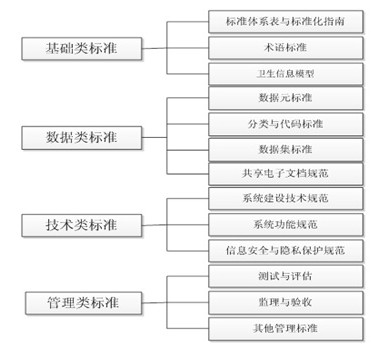 基础类标准
标准体系表与标准化指南
术语标准
卫生信息模型
数据类标准
数据元标准
分类与代码标准
数据集标准
共享电子文档规范
技术类标准
系统建设技术规范
系统功能规范
信息安全与隐私保护规范
管理类标准
测试与评估
监理与验收
其他管理标准